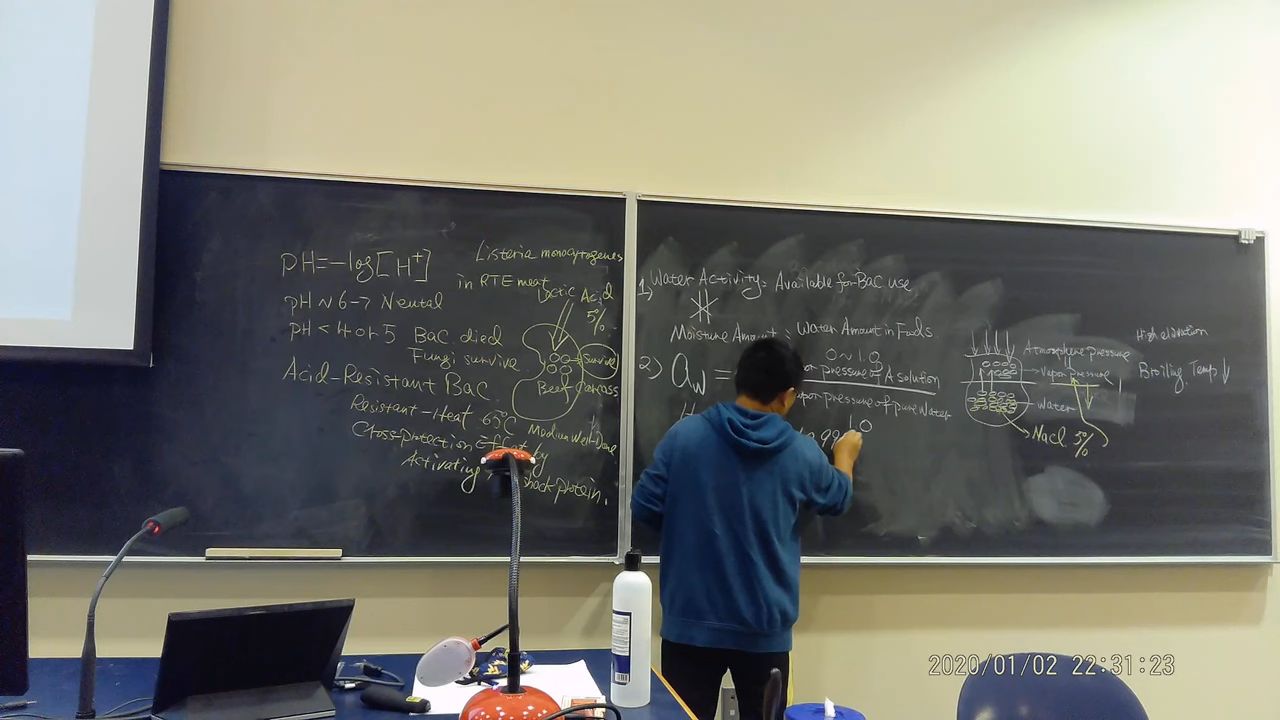 PH=-log[H+]
PH ~ 6 → Neutal
PH < 4 or 5 Bac died
Fungi survive.
Acid-Resistant Bac.
Resistant-Heat 65°C
Cross-protection Effect by
Activating shock protein.
Listeria monocytogenes
in RTE meat
Lactic Acid
5%
Survive
Beef Carcass
Medium Well-Done
1) Water Activity: Available for Bac use
Moisture Amount: Water Amount in Foods
0~1.0
2) aw = pressure of A solution
vapor pressure of pure water
1.0
0.99
Atmosphere Pressure
Vapor pressure
Water
NaCl 5%
High elevation
Broiling Temp ↓
2020/01/02 22:31:23